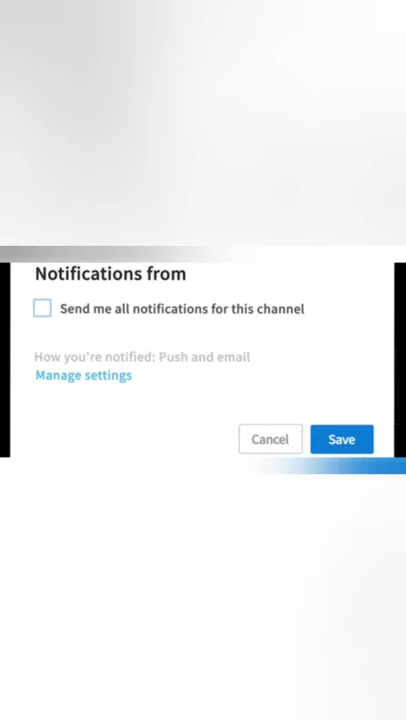 Notifications from
Send me all notifications for this channel
How you're notified: Push and email
Manage settings
Cancel
Save